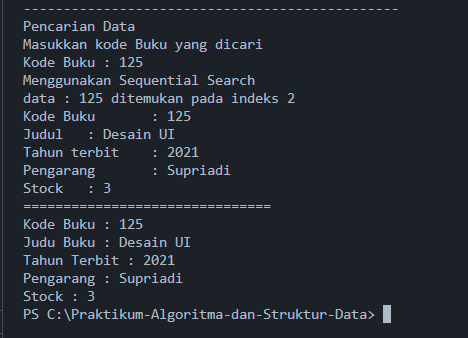 -----------------------------------------------
Pencarian Data
Masukkan kode Buku yang dicari
Kode Buku : 125
Menggunakan Sequential Search
data : 125 ditemukan pada indeks 2
Kode Buku       : 125
Judul   : Desain UI
Tahun terbit    : 2021
Pengarang       : Supriadi
Stock   : 3
===============================
Kode Buku : 125
Judu Buku : Desain UI
Tahun Terbit : 2021
Pengarang : Supriadi
Stock : 3
PS C:\Praktikum-Algoritma-dan-Struktur-Data>